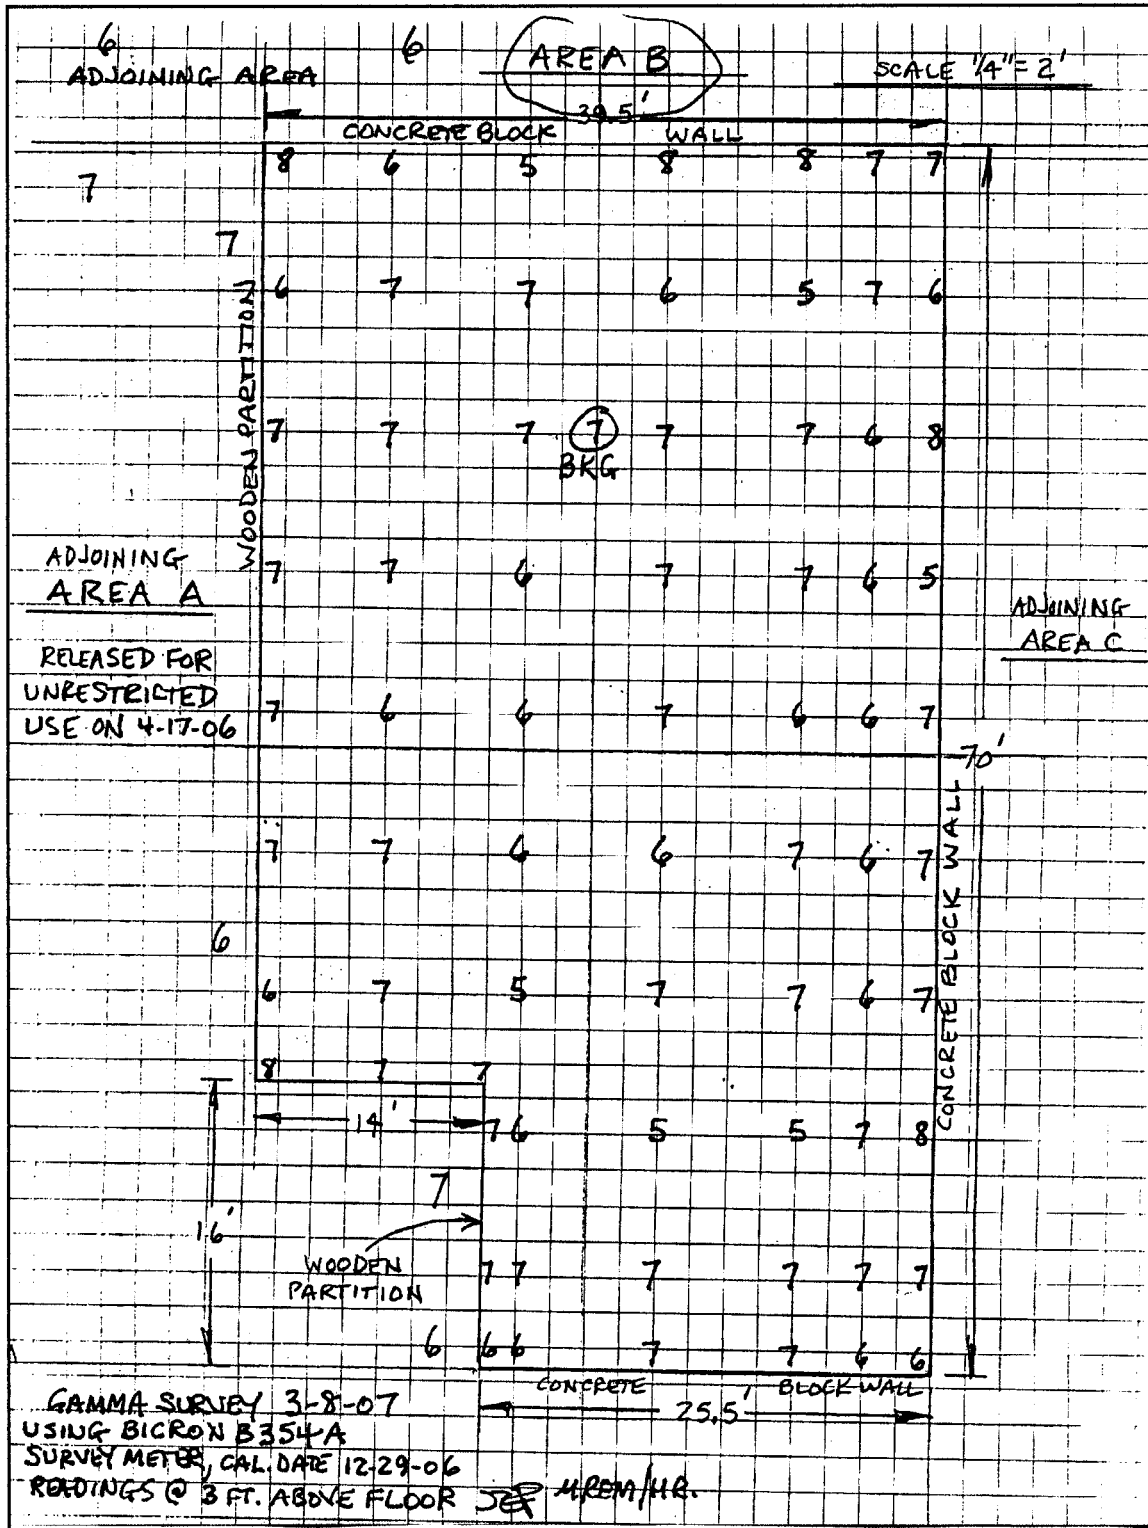 6 6 AREA B
ADJOINING AREA SCALE 1/4" = 2'
39.5'
CONCRETE BLOCK WALL
8 6 5 8 8 7 7
7
7
6 7 7 6 5 7 6
WOODEN PARTITION
7 7 7 7 7 7 6 8
BKG
ADJOINING
AREA A
7 7 6 7 7 6 5
ADJOINING
AREA C
RELEASED FOR
UNRESTRICTED
USE ON 4-17-06
7 6 6 7 6 6 7
70'
7 7 6 6 7 6 7
CONCRETE BLOCK WALL
6
6 7 5 7 7 6 7
8 7 7
14'
7 6 5 5 7 8
7
16'
WOODEN
PARTITION
7 7 7 7 7 7
6 6 6 7 7 6 6
CONCRETE BLOCK WALL
25.5'
GAMMA SURVEY 3-8-07
USING BICRON B354-A
SURVEY METER, CAL. DATE 12-29-06
READINGS @ 3 FT. ABOVE FLOOR μREM/HR.